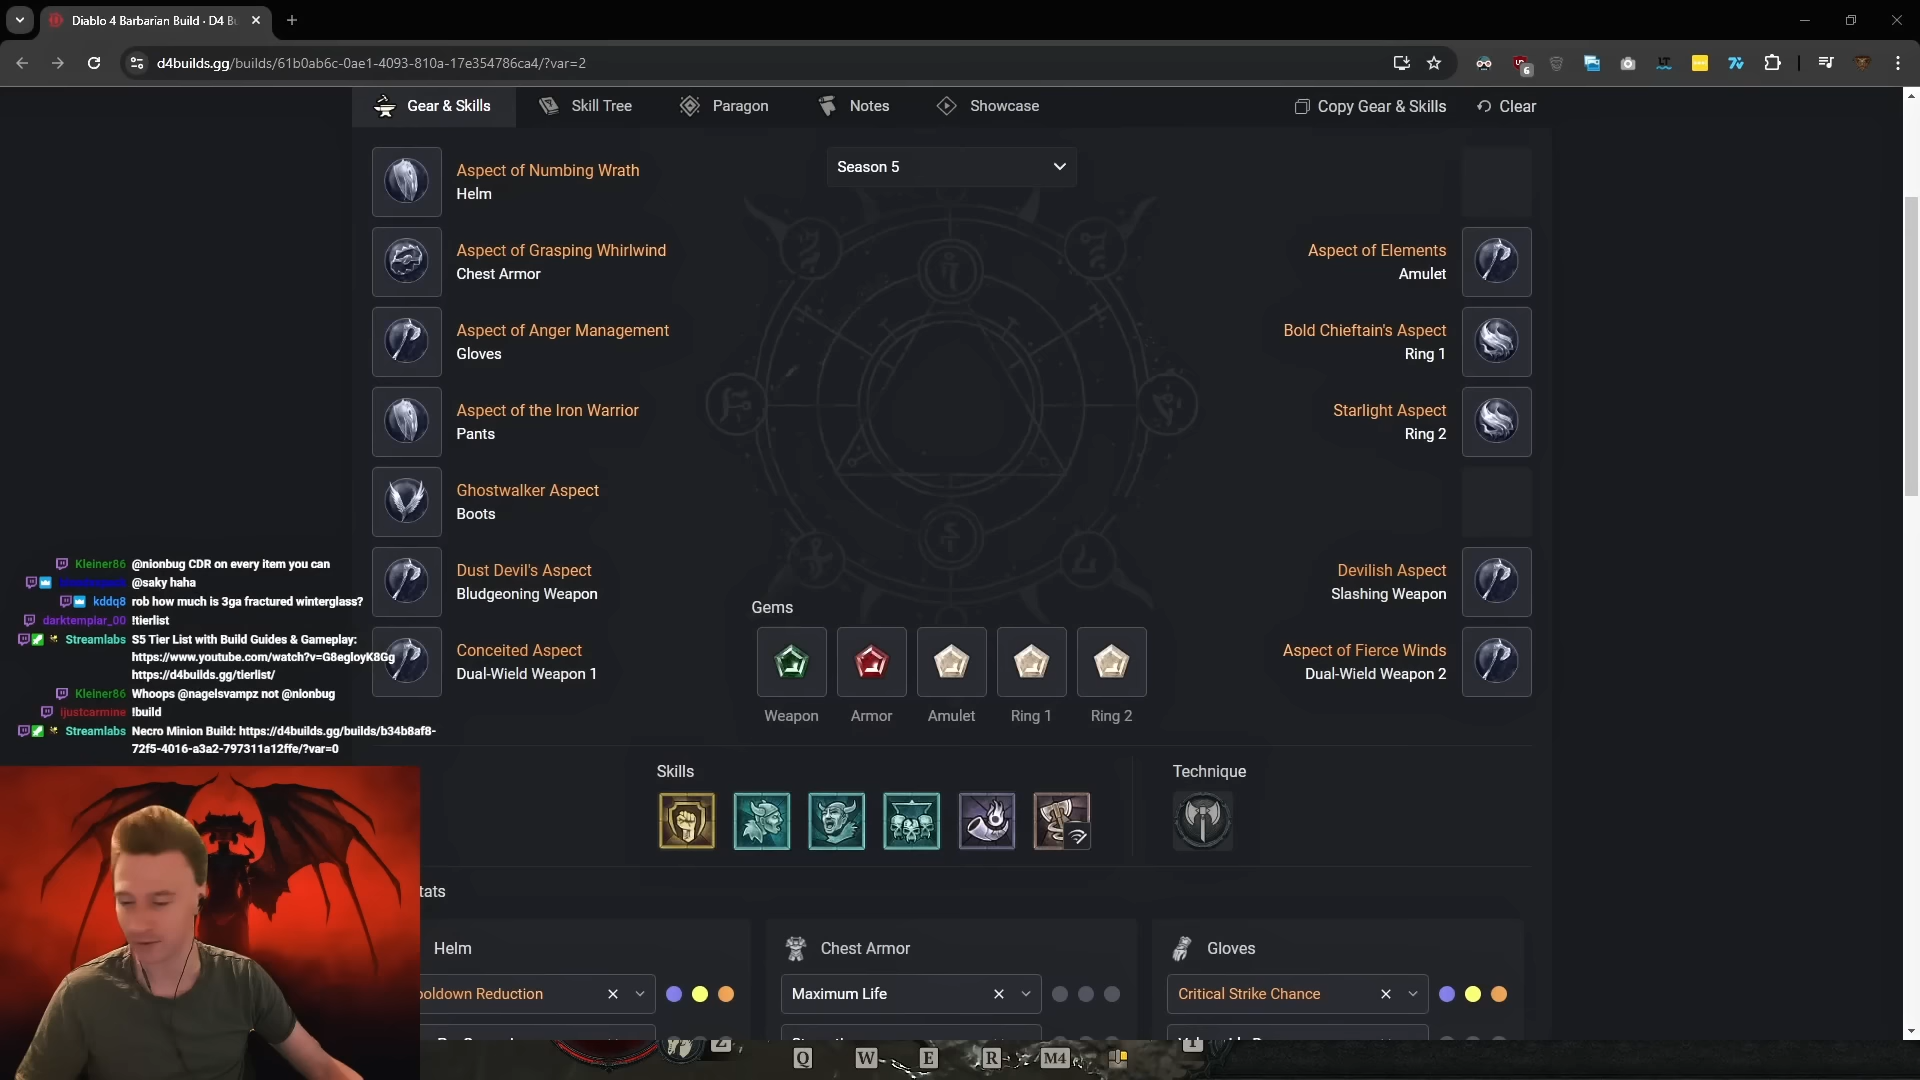 Diablo 4 Barbarian Build - D4 Bu
d4builds.gg/builds/61b0ab6c-0ae1-4093-810a-17e354786ca4/?var=2
6
Gear & Skills
Skill Tree
Paragon
Notes
Showcase
Copy Gear & Skills
Clear
Aspect of Numbing Wrath
Helm
Season 5
Aspect of Grasping Whirlwind
Chest Armor
Aspect of Elements
Amulet
Aspect of Anger Management
Gloves
Bold Chieftain's Aspect
Ring 1
Aspect of the Iron Warrior
Pants
Starlight Aspect
Ring 2
Ghostwalker Aspect
Boots
Dust Devil's Aspect
Bludgeoning Weapon
Devilish Aspect
Slashing Weapon
Conceited Aspect
Dual-Wield Weapon 1
Aspect of Fierce Winds
Dual-Wield Weapon 2
Gems
Weapon
Armor
Amulet
Ring 1
Ring 2
Kleiner86 @nionbug CDR on every item you can
@saky haha
kddq8 rob how much is 3ga fractured winterglass?
darktemplar_00 !tierlist
Streamlabs S5 Tier List with Build Guides & Gameplay:
https://www.youtube.com/watch?v=G8egloyK8Gg
https://d4builds.gg/tierlist/
Kleiner86 Whoops @nagelsvampz not @nionbug
ijustcarmine !build
Streamlabs Necro Minion Build: https://d4builds.gg/builds/b34b8af8-
72f5-4016-a3a2-797311a12ffe/?var=0
Skills
Technique
tats
Helm
Chest Armor
Gloves
ooldown Reduction
Maximum Life
Critical Strike Chance
Z
Q
W
E
R
M4
T